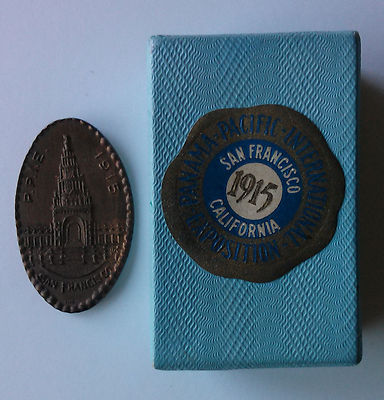 P.P.I.E. 1915
SAN FRANCISCO
PANAMA-PACIFIC-INTERNATIONAL
EXPOSITION
SAN FRANCISCO
1915
CALIFORNIA